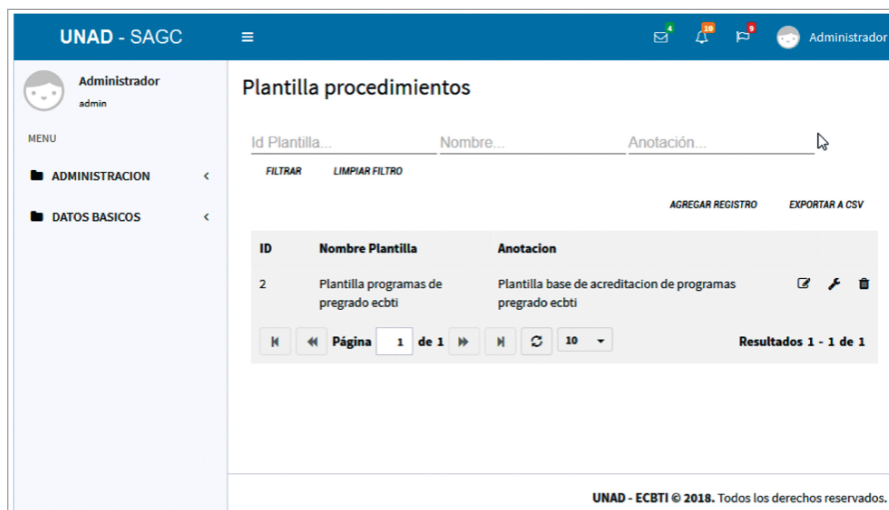 UNAD - SAGC
4
10
9
Administrador
Administrador
admin
MENU
ADMINISTRACION
DATOS BASICOS
Plantilla procedimientos
Id Plantilla...
Nombre...
Anotación...
FILTRAR
LIMPIAR FILTRO
AGREGAR REGISTRO
EXPORTAR A CSV
ID
Nombre Plantilla
Anotacion
2
Plantilla programas de
pregrado ecbti
Plantilla base de acreditacion de programas
pregrado ecbti
Página 1 de 1
10
Resultados 1 - 1 de 1
UNAD - ECBTI © 2018. Todos los derechos reservados.